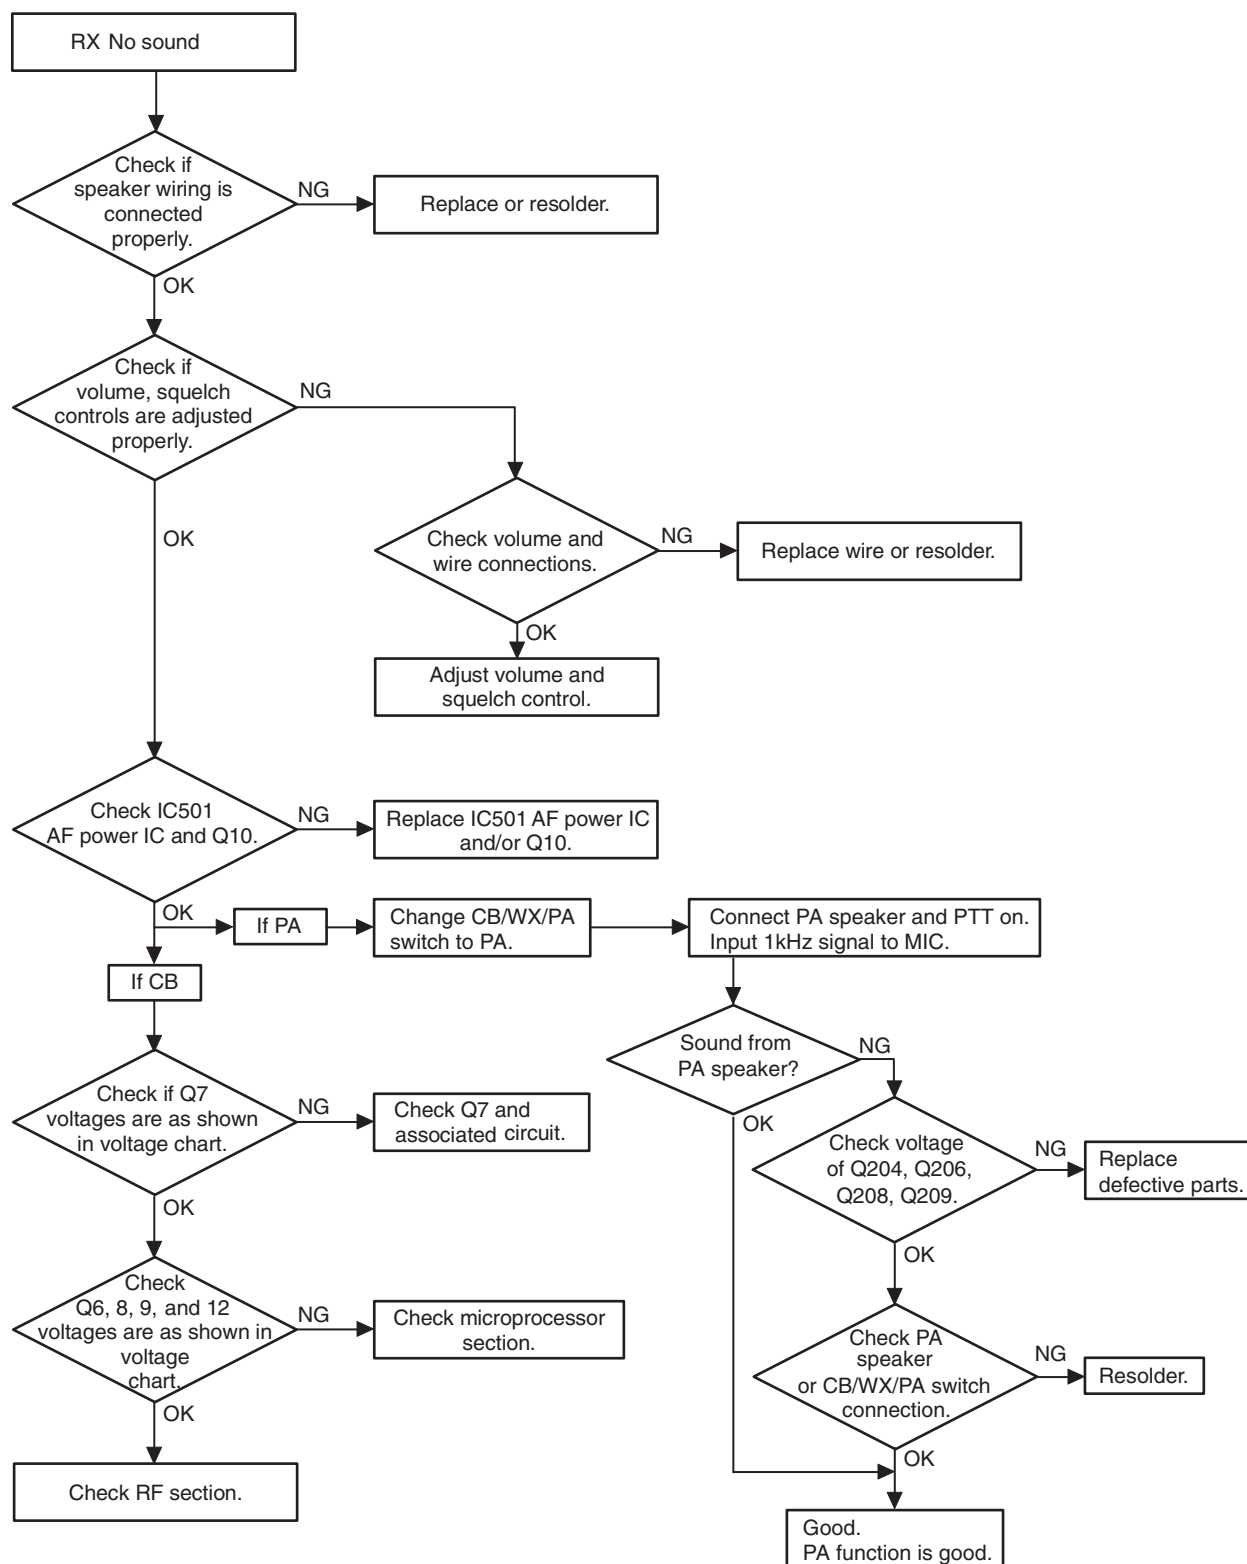 RX No sound
Check if
speaker wiring is
connected
properly.
NG
Replace or resolder.
OK
Check if
volume, squelch
controls are adjusted
properly.
NG
OK
Check volume and
wire connections.
NG
Replace wire or resolder.
OK
Adjust volume and
squelch control.
Check IC501
AF power IC and Q10.
NG
Replace IC501 AF power IC
and/or Q10.
OK
If PA
Change CB/WX/PA
switch to PA.
Connect PA speaker and PTT on.
Input 1kHz signal to MIC.
If CB
Sound from
PA speaker?
NG
OK
Check if Q7
voltages are as shown
in voltage chart.
NG
Check Q7 and
associated circuit.
OK
Check voltage
of Q204, Q206,
Q208, Q209.
NG
Replace
defective parts.
OK
Check
Q6, 8, 9, and 12
voltages are as shown in
voltage
chart.
NG
Check microprocessor
section.
OK
Check PA
speaker
or CB/WX/PA switch
connection.
NG
Resolder.
OK
Check RF section.
Good.
PA function is good.